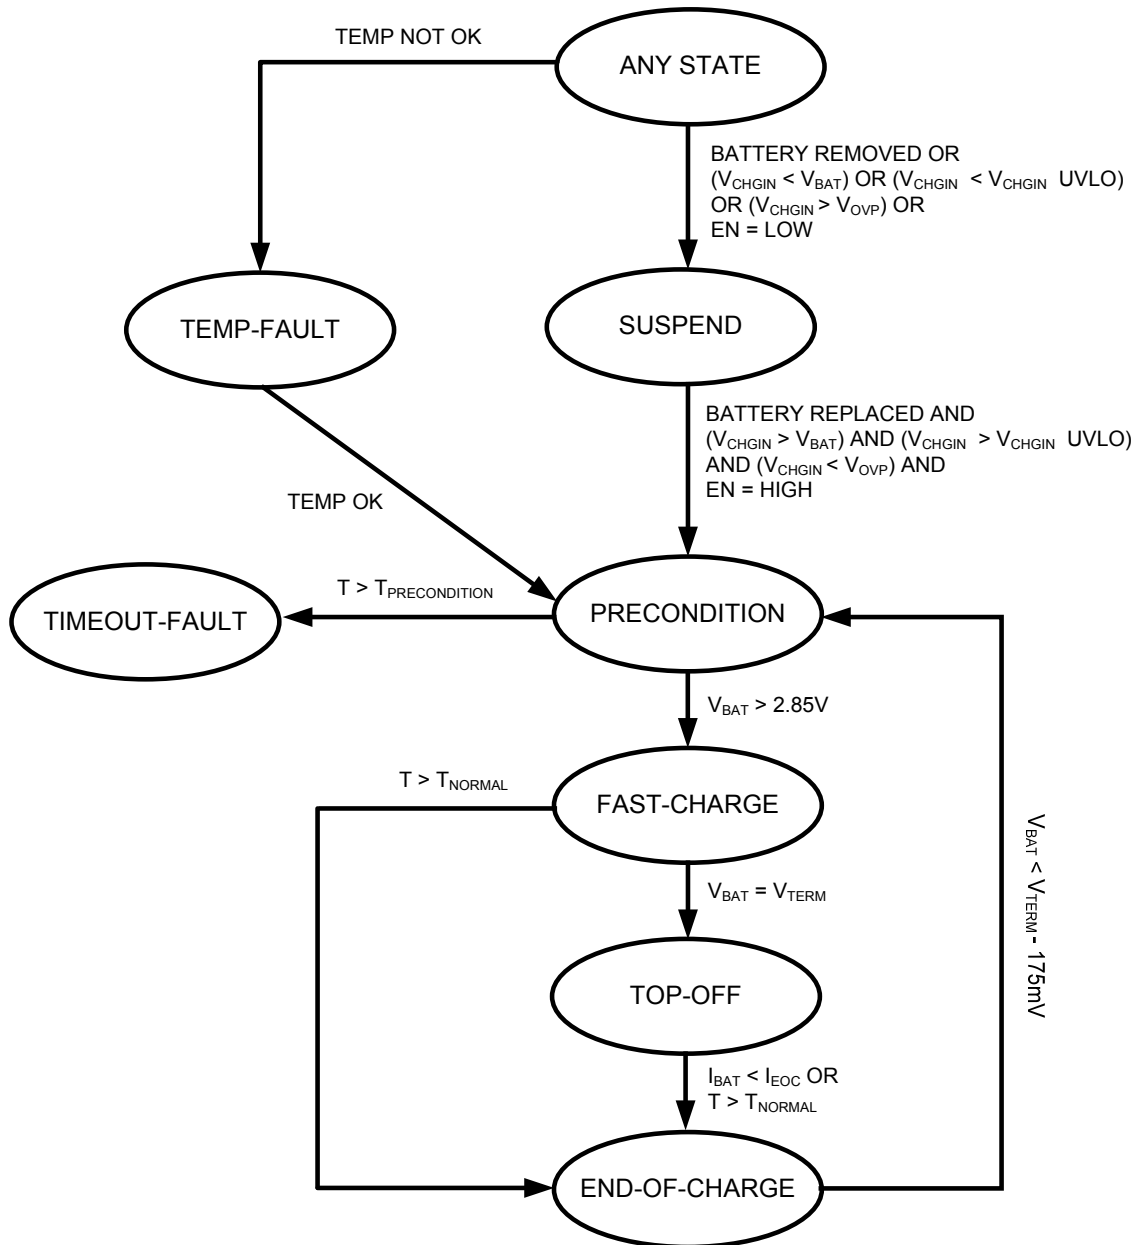 TEMP NOT OK
ANY STATE
BATTERY REMOVED OR
(VCHGIN < VBAT) OR (VCHGIN < VCHGIN UVLO)
OR (VCHGIN > VOVP) OR
EN = LOW
TEMP-FAULT
SUSPEND
BATTERY REPLACED AND
(VCHGIN > VBAT) AND (VCHGIN > VCHGIN UVLO)
AND (VCHGIN < VOVP) AND
EN = HIGH
TEMP OK
T > TPRECONDITION
TIMEOUT-FAULT
PRECONDITION
VBAT > 2.85V
T > TNORMAL
FAST-CHARGE
VBAT < VTERM - 175mV
VBAT = VTERM
TOP-OFF
IBAT < IEOC OR
T > TNORMAL
END-OF-CHARGE